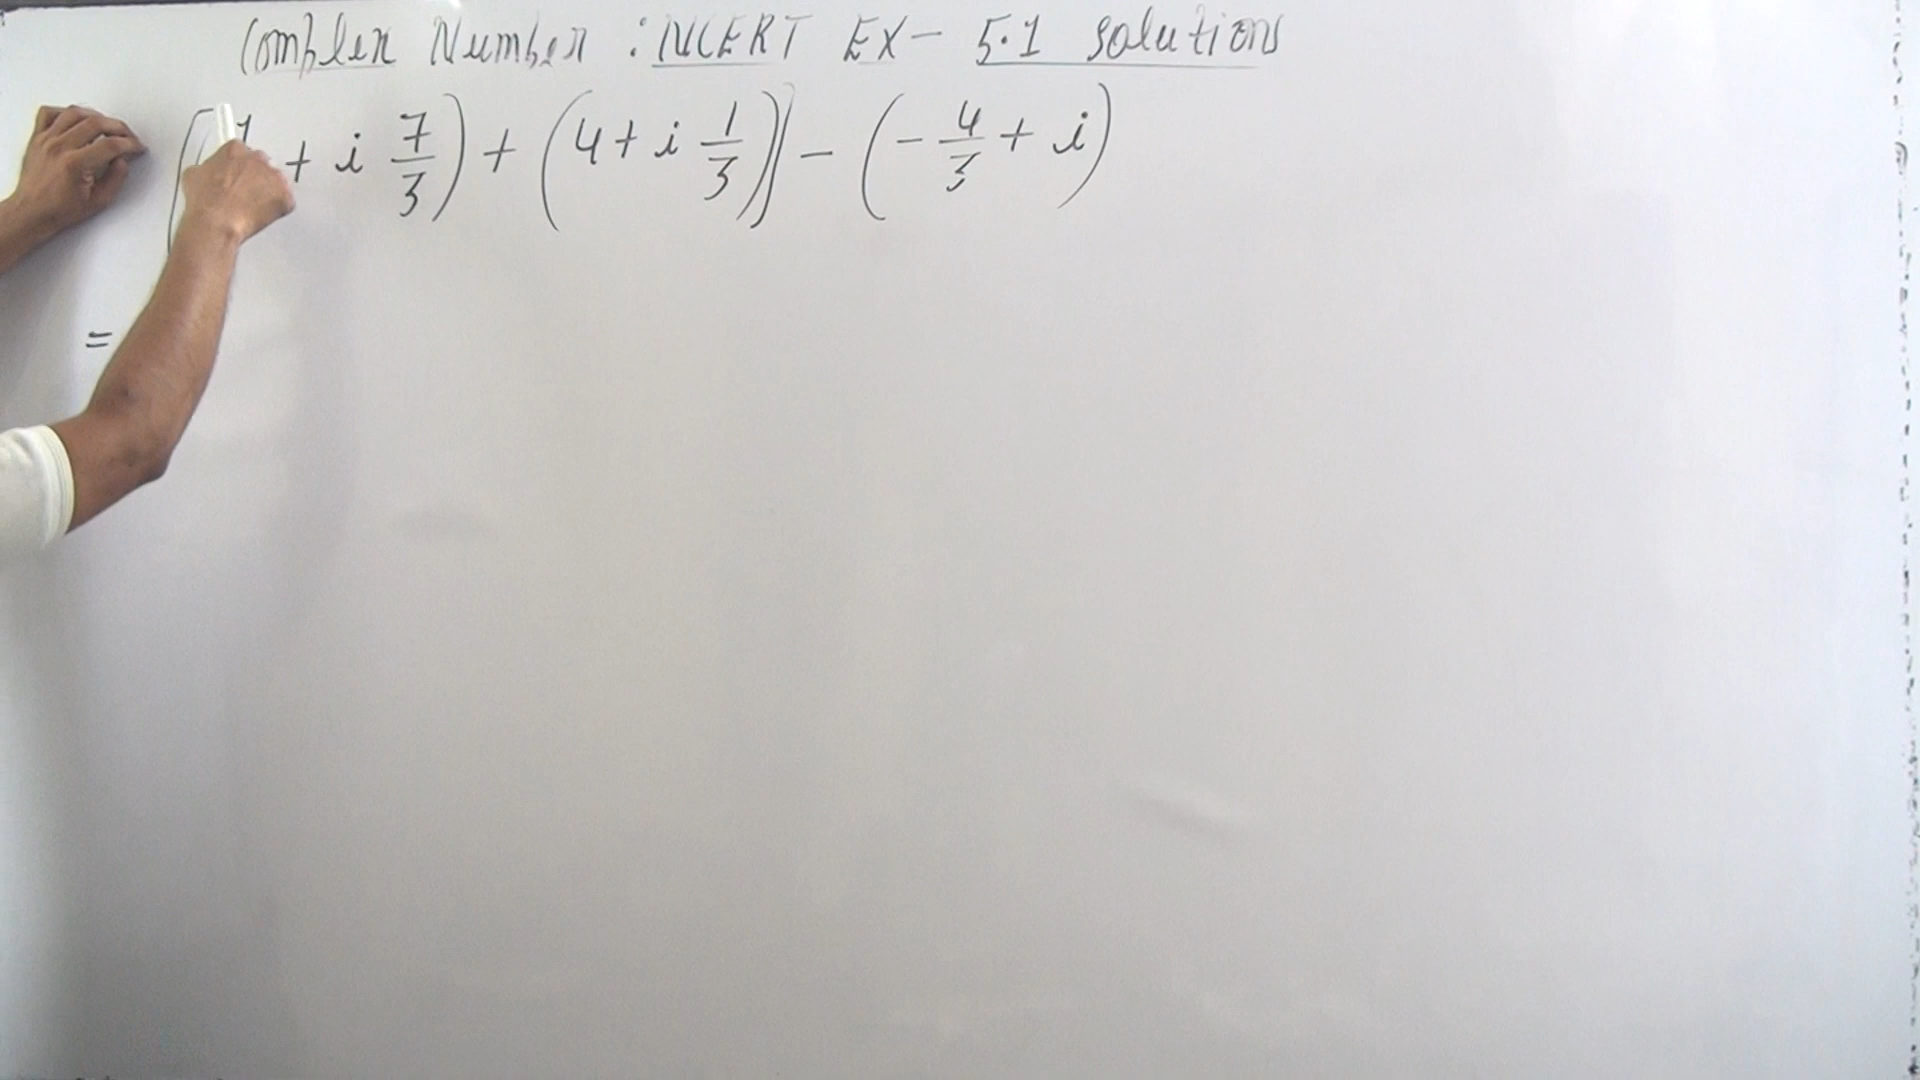 Complex Number : NCERT EX- 5.1 solutions
+ i 7/3) + (4 + i 1/3)] - (-4/3 + i)
=